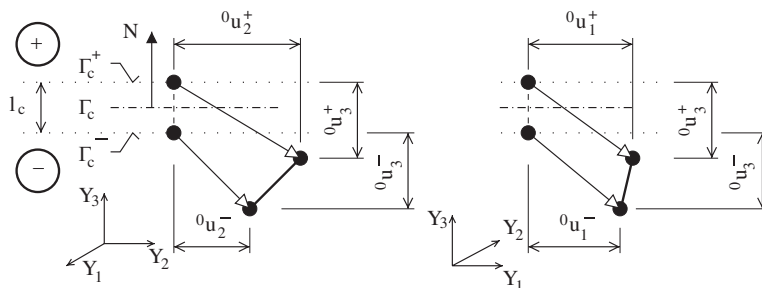 +
N
Γc+
lc
Γc
Γc−
−
0u2+
0u3+
0u3−
0u2−
Y3
Y2
Y1
0u1+
0u3+
0u3−
0u1−
Y3
Y2
Y1